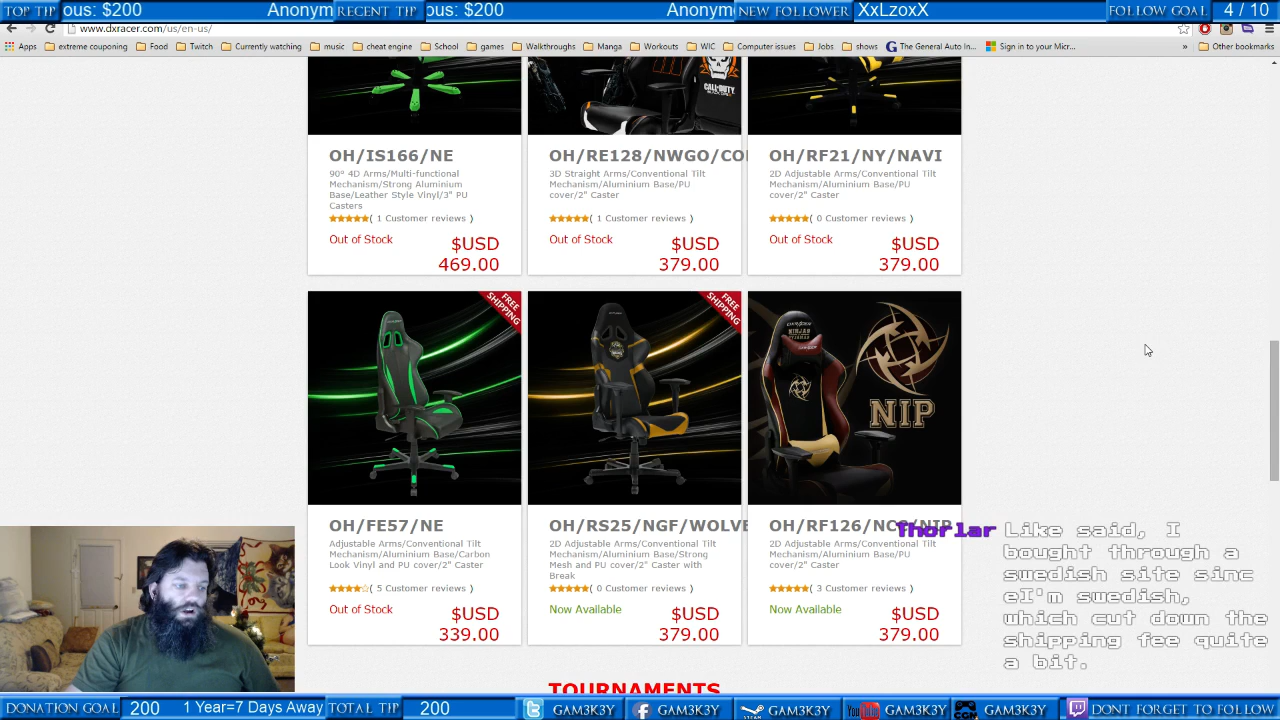 TOP TIP ous: $200 Anonym RECENT TIP ous: $200 Anonym NEW FOLLOWER XxLzoxX FOLLOW GOAL 4 / 10
www.dxracer.com/us/en-us/
Apps extreme couponing Food Twitch Currently watching music cheat engine School games Walkthroughs Manga Workouts WIC Computer issues Jobs shows The General Auto In... Sign in to your Micr... » Other bookmarks
CALL·DUTY
OH/IS166/NE
90° 4D Arms/Multi-functional
Mechanism/Strong Aluminium
Base/Leather Style Vinyl/3" PU
Casters
( 1 Customer reviews )
Out of Stock
$USD
469.00
OH/RE128/NWGO/CO
3D Straight Arms/Conventional Tilt
Mechanism/Aluminium Base/PU
cover/2" Caster
( 1 Customer reviews )
Out of Stock
$USD
379.00
OH/RF21/NY/NAVI
2D Adjustable Arms/Conventional Tilt
Mechanism/Aluminium Base/PU
cover/2" Caster
( 0 Customer reviews )
Out of Stock
$USD
379.00
FREE
SHIPPING
OH/FE57/NE
Adjustable Arms/Conventional Tilt
Mechanism/Aluminium Base/Carbon
Look Vinyl and PU cover/2" Caster
( 5 Customer reviews )
Out of Stock
$USD
339.00
FREE
SHIPPING
OH/RS25/NGF/WOLVE
2D Adjustable Arms/Conventional Tilt
Mechanism/Aluminium Base/Strong
Mesh and PU cover/2" Caster with
Break
( 0 Customer reviews )
Now Available
$USD
379.00
NIP
OH/RF126/NCC/NIP
2D Adjustable Arms/Conventional Tilt
Mechanism/Aluminium Base/PU
cover/2" Caster
( 3 Customer reviews )
Now Available
$USD
379.00
Thorlar Like said, I
bought through a
swedish site sinc
eI'm swedish,
which cut down the
shipping fee quite
a bit.
TOURNAMENTS
DONATION GOAL 200 1 Year=7 Days Away TOTAL TIP 200 GAM3K3Y GAM3K3Y STEAM GAM3K3Y YouTube GAM3K3Y GAM3K3Y DONT FORGET TO FOLLOW